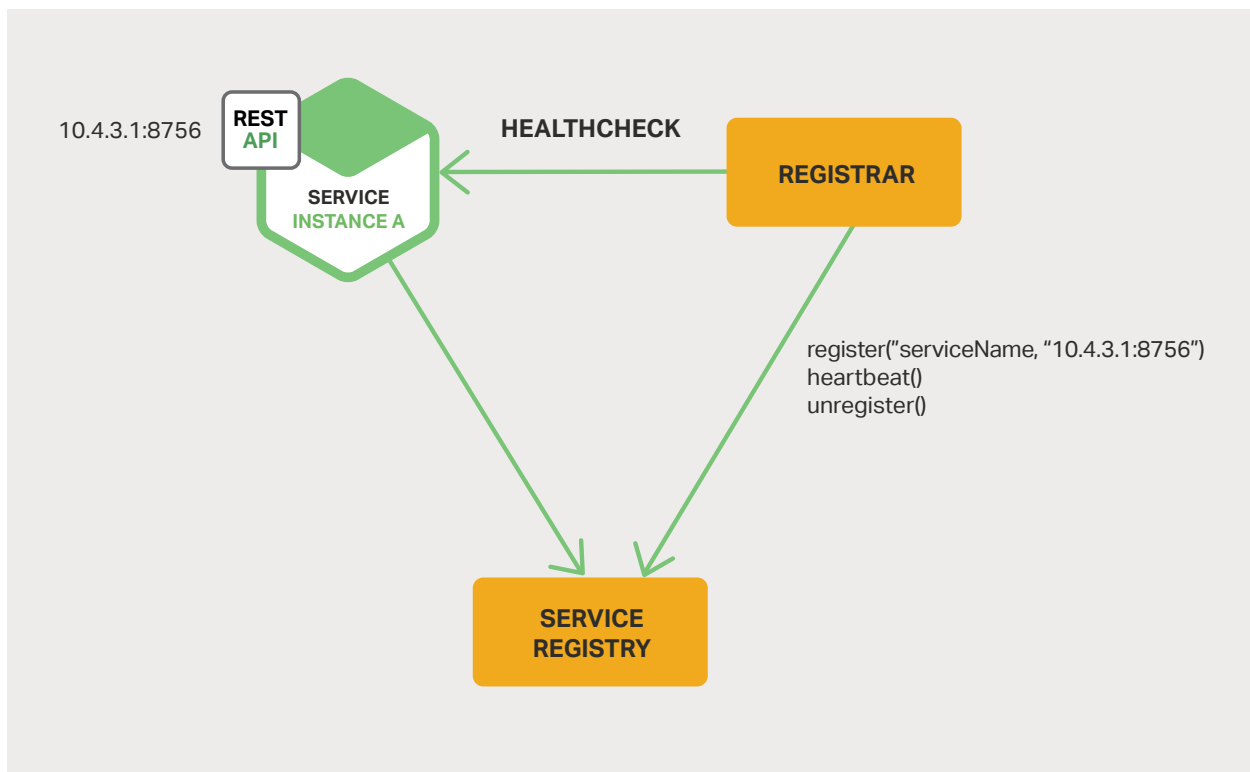 10.4.3.1:8756
REST
API
SERVICE
INSTANCE A
HEALTHCHECK
REGISTRAR
register(”serviceName, “10.4.3.1:8756”)
heartbeat()
unregister()
SERVICE
REGISTRY